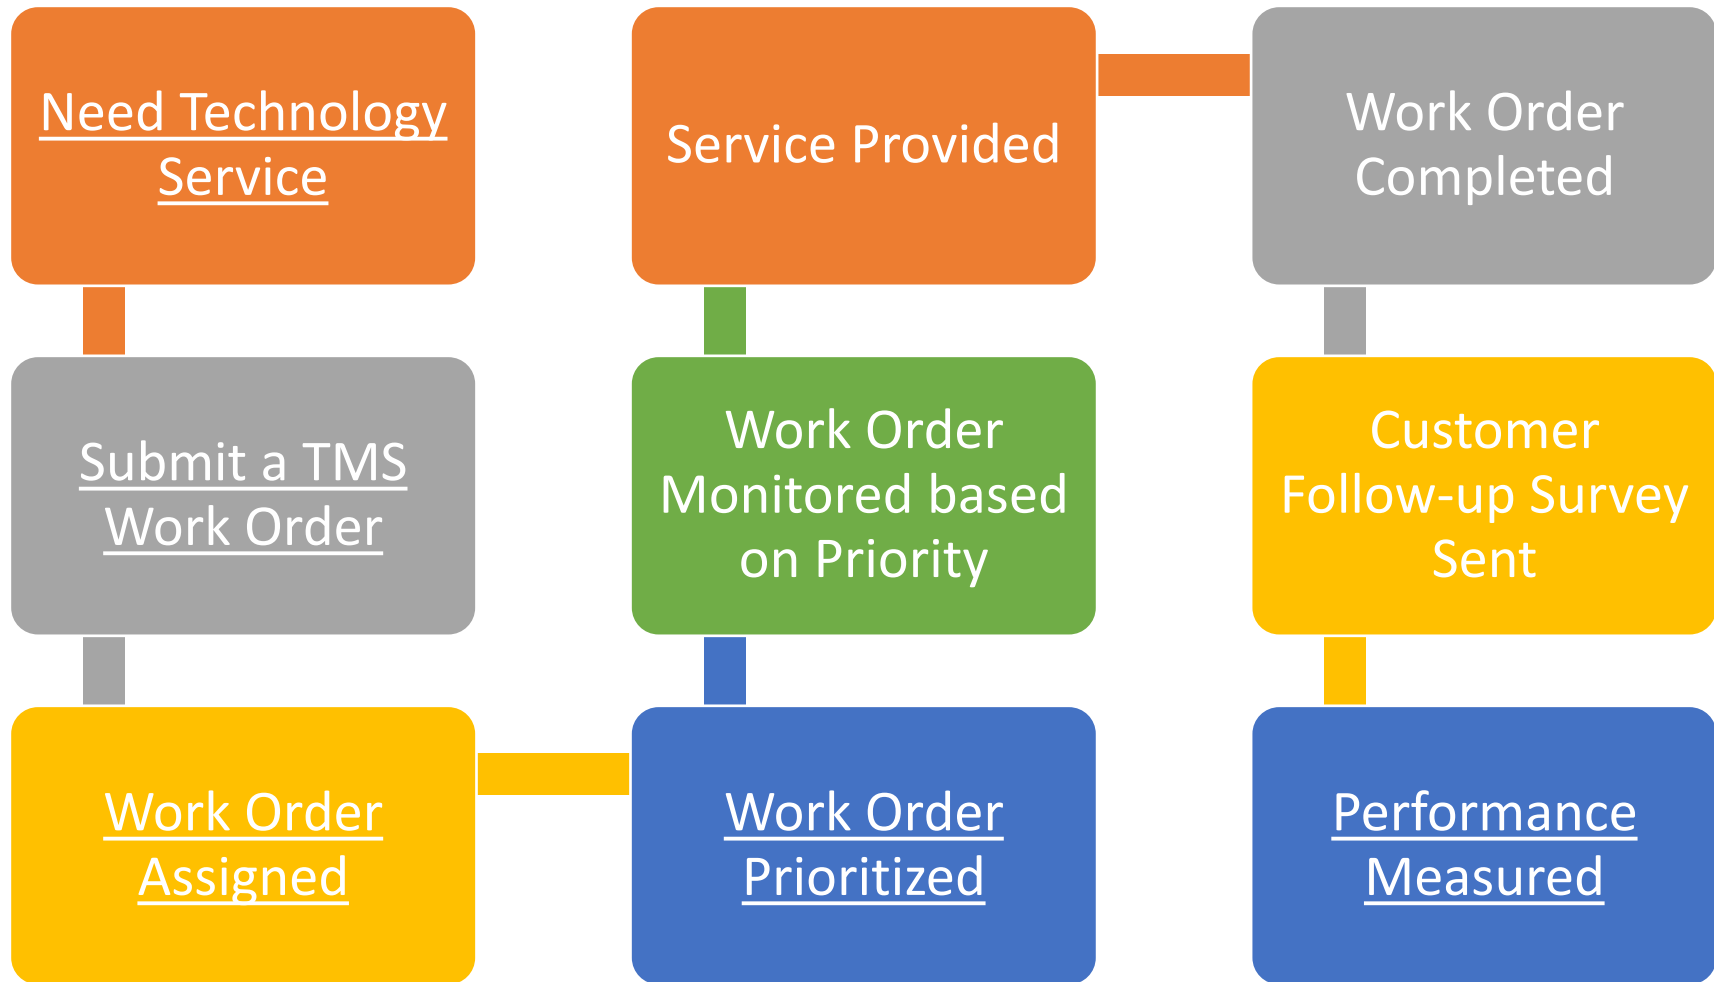 Need Technology
Service
Submit a TMS
Work Order
Work Order
Assigned
Work Order
Prioritized
Work Order
Monitored based
on Priority
Service Provided
Work Order
Completed
Customer
Follow-up Survey
Sent
Performance
Measured